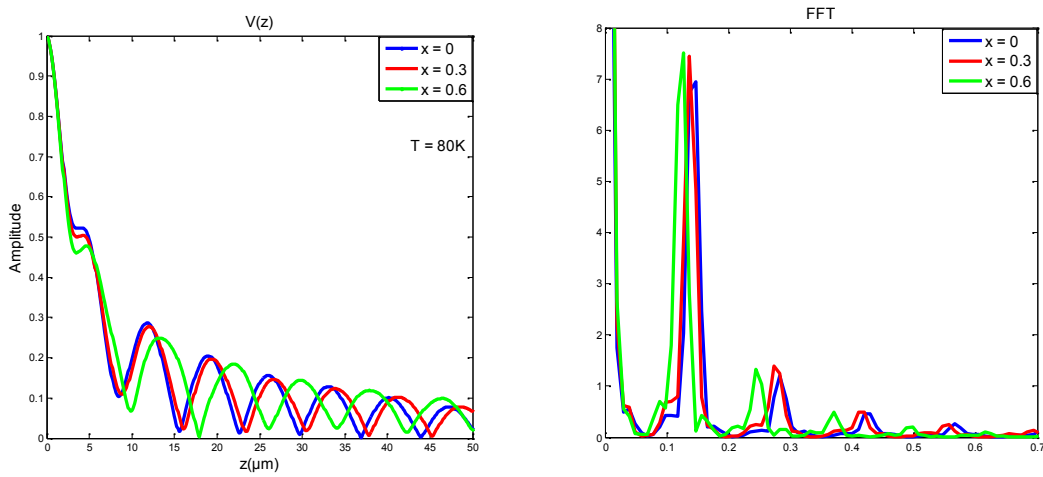 V(z)
x = 0
x = 0.3
x = 0.6
T = 80K
Amplitude
1
0.9
0.8
0.7
0.6
0.5
0.4
0.3
0.2
0.1
0
0 5 10 15 20 25 30 35 40 45 50
z(µm)
FFT
x = 0
x = 0.3
x = 0.6
8
7
6
5
4
3
2
1
0
0 0.1 0.2 0.3 0.4 0.5 0.6 0.7